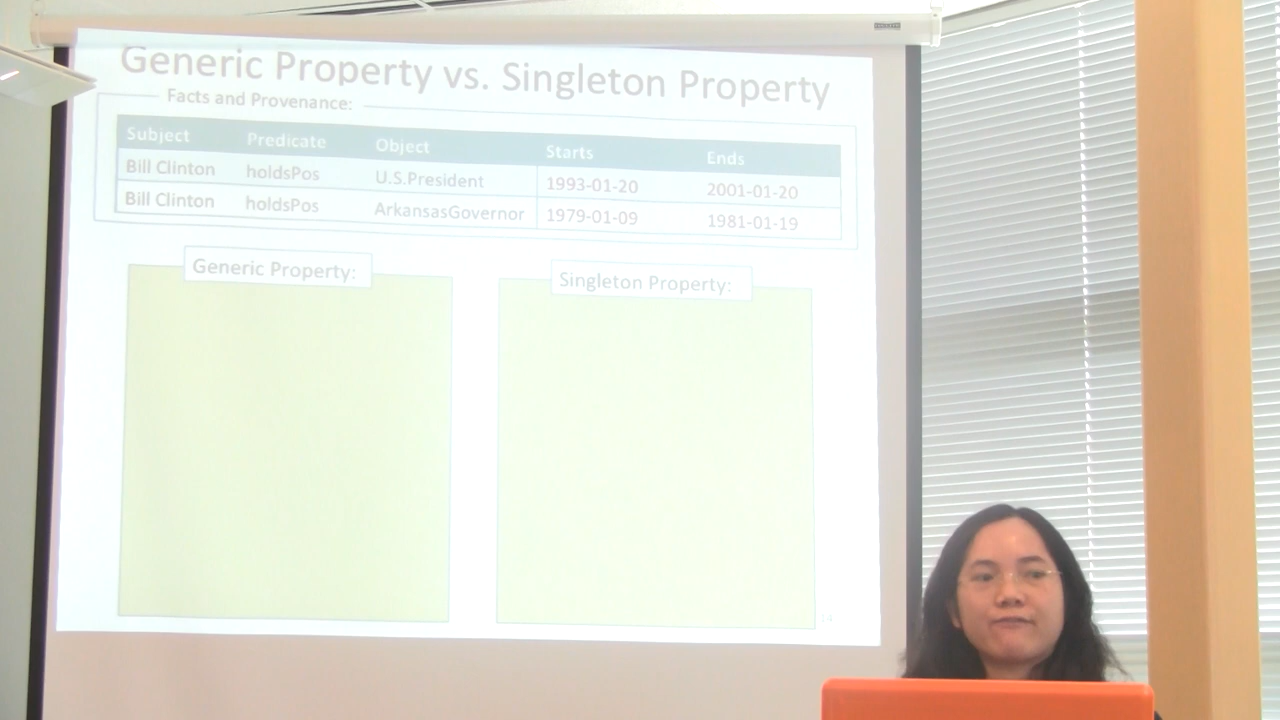 Generic Property vs. Singleton Property
Facts and Provenance:
Subject Predicate Object Starts Ends
Bill Clinton holdsPos U.S.President 1993-01-20 2001-01-20
Bill Clinton holdsPos ArkansasGovernor 1979-01-09 1981-01-19
Generic Property:
Singleton Property:
14